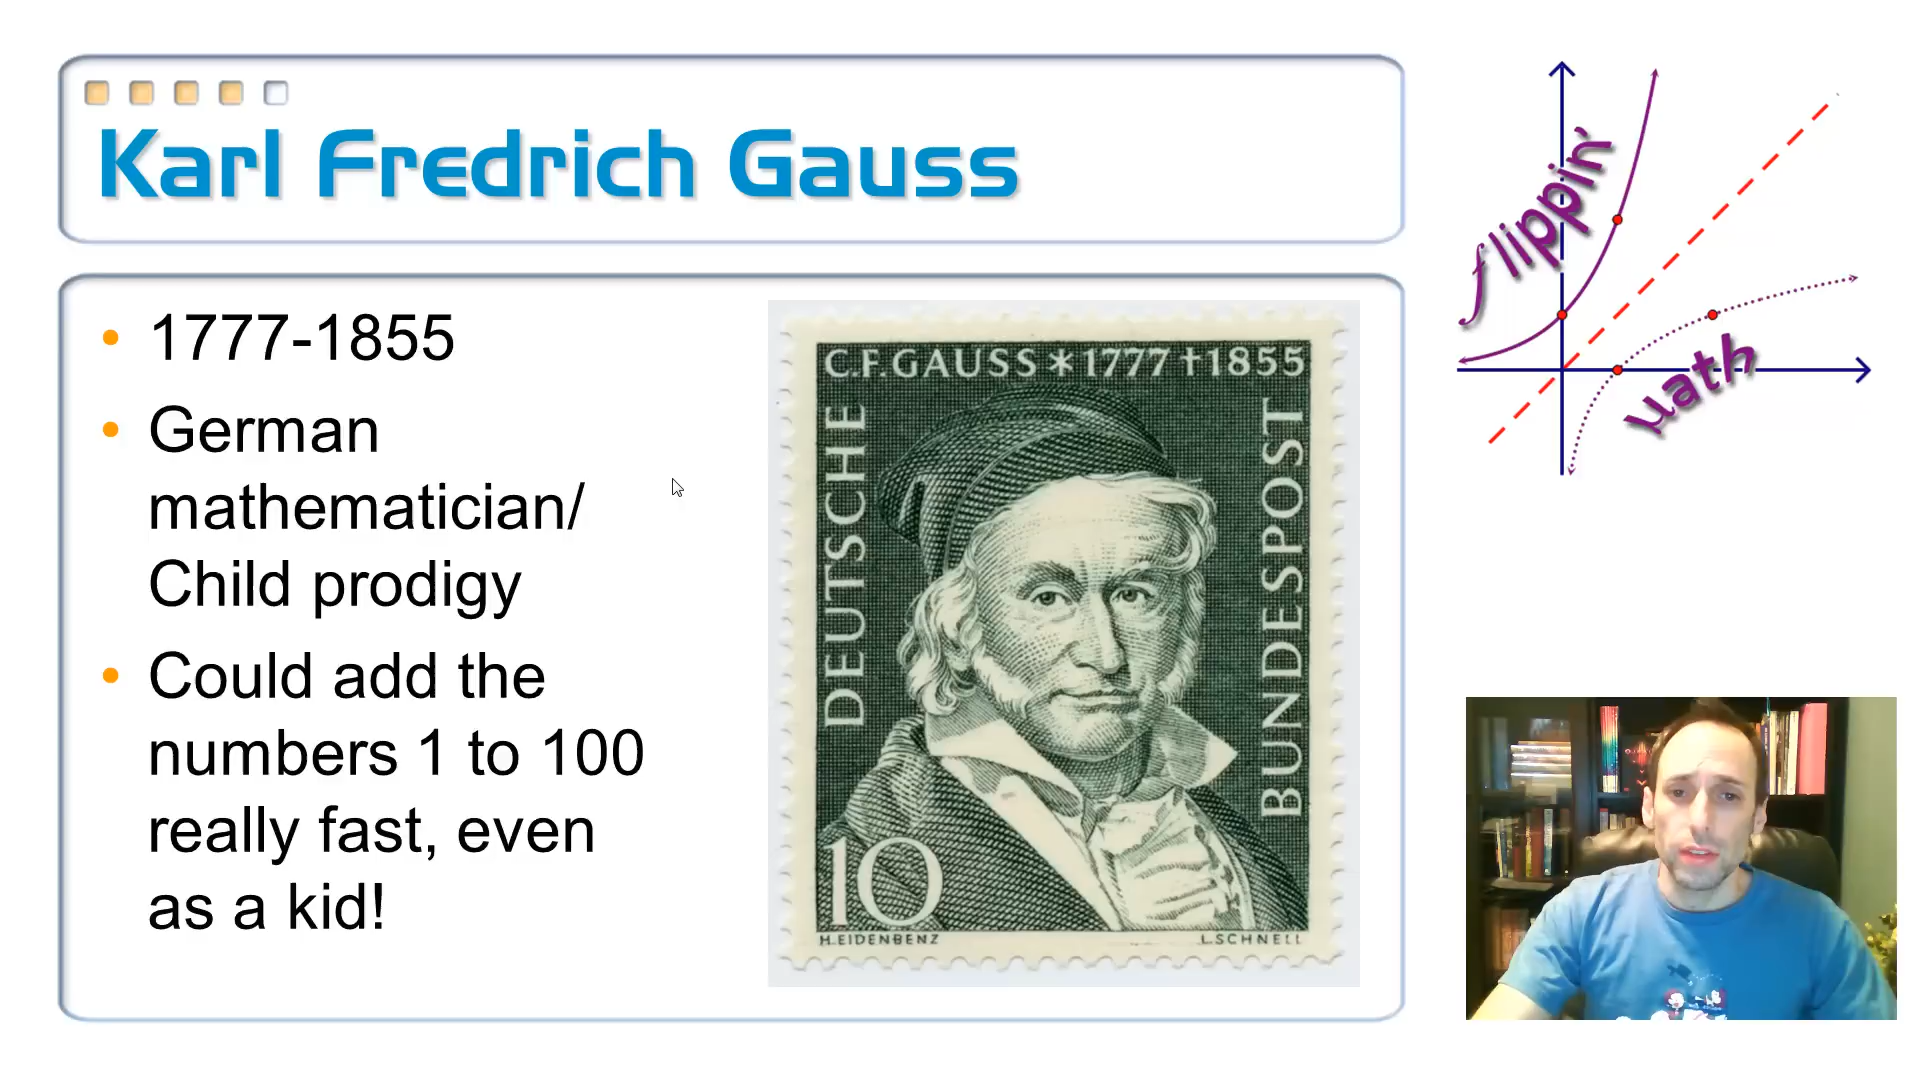 Karl Fredrich Gauss
• 1777-1855
• German
mathematician/
Child prodigy
• Could add the
numbers 1 to 100
really fast, even
as a kid!
C.F.GAUSS*1777†1855
DEUTSCHE
BUNDESPOST
10
H.EIDENBENZ
L.SCHNELL
flippin'
math